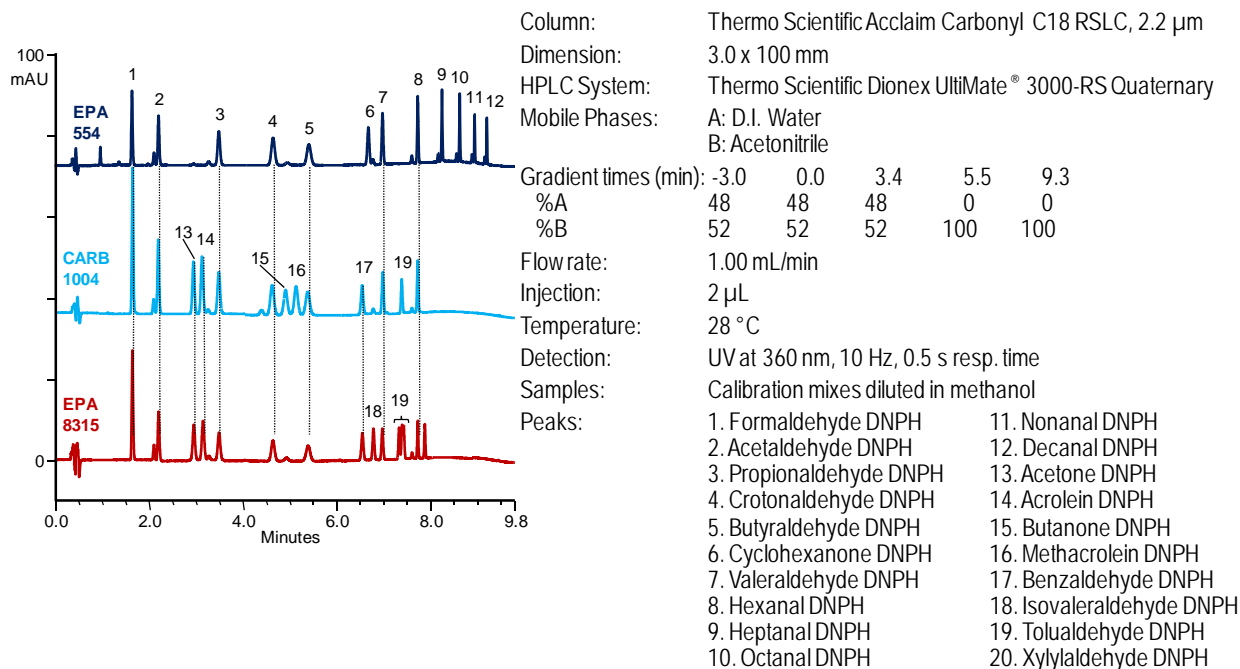 100
mAU
EPA
554
1
2
3
4
5
6
7
8
9
10
11
12
CARB
1004
13
14
15
16
17
19
EPA
8315
18
19
0
0.0 2.0 4.0 6.0 8.0 9.8
Minutes
Column: Thermo Scientific Acclaim Carbonyl C18 RSLC, 2.2 µm
Dimension: 3.0 x 100 mm
HPLC System: Thermo Scientific Dionex UltiMate® 3000-RS Quaternary
Mobile Phases: A: D.I. Water
B: Acetonitrile
Gradient times (min): -3.0 0.0 3.4 5.5 9.3
%A 48 48 48 0 0
%B 52 52 52 100 100
Flow rate: 1.00 mL/min
Injection: 2 µL
Temperature: 28 °C
Detection: UV at 360 nm, 10 Hz, 0.5 s resp. time
Samples: Calibration mixes diluted in methanol
Peaks: 1. Formaldehyde DNPH 11. Nonanal DNPH
2. Acetaldehyde DNPH 12. Decanal DNPH
3. Propionaldehyde DNPH 13. Acetone DNPH
4. Crotonaldehyde DNPH 14. Acrolein DNPH
5. Butyraldehyde DNPH 15. Butanone DNPH
6. Cyclohexanone DNPH 16. Methacrolein DNPH
7. Valeraldehyde DNPH 17. Benzaldehyde DNPH
8. Hexanal DNPH 18. Isovaleraldehyde DNPH
9. Heptanal DNPH 19. Tolualdehyde DNPH
10. Octanal DNPH 20. Xylylaldehyde DNPH